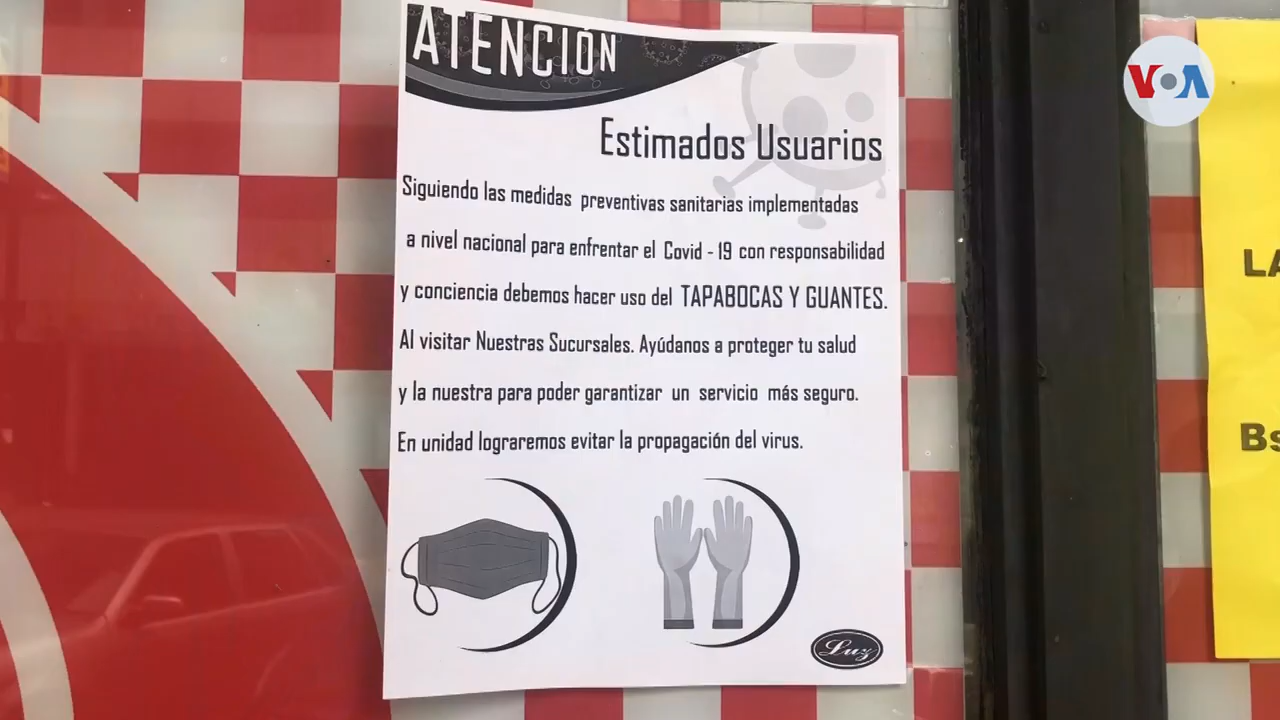 ATENCIÓN
VOA
Estimados Usuarios
Siguiendo las medidas preventivas sanitarias implementadas
a nivel nacional para enfrentar el Covid - 19 con responsabilidad
y conciencia debemos hacer uso del TAPABOCAS Y GUANTES.
Al visitar Nuestras Sucursales. Ayúdanos a proteger tu salud
y la nuestra para poder garantizar un servicio más seguro.
En unidad lograremos evitar la propagación del virus.
Luz
LA
Bs